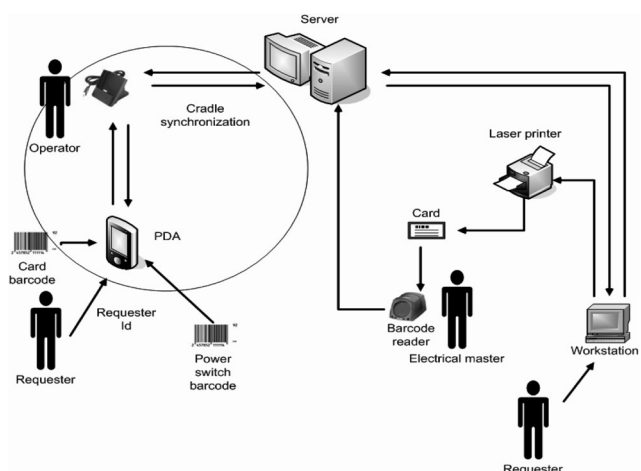 Server
Operator
Cradle
synchronization
Laser printer
PDA
Card
Card
barcode
Requester
Id
Barcode
reader
Electrical master
Workstation
Requester
Power
switch
barcode
Requester